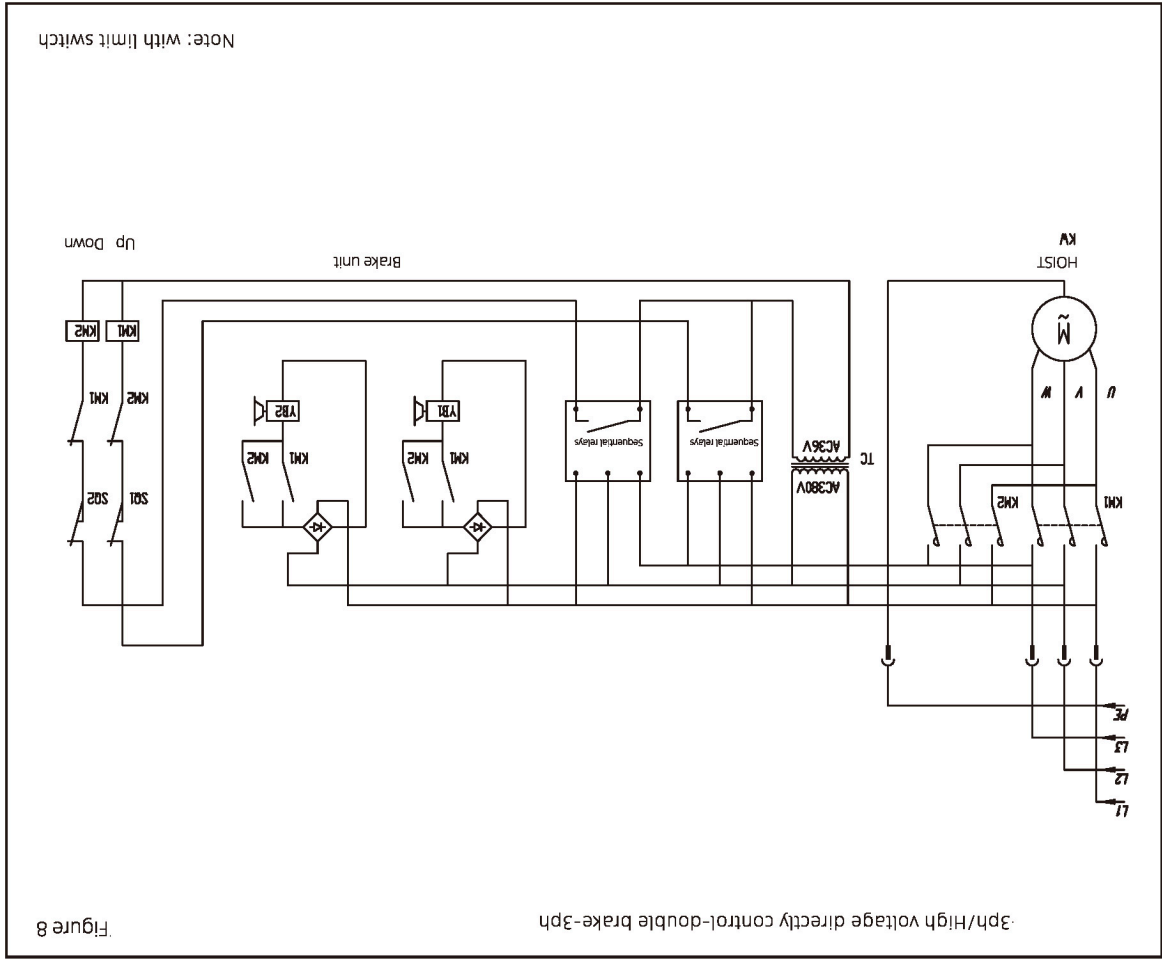 ·3ph/High voltage directly control-double brake-3ph
Figure 8
L1
L2
L3
PE
KM1
KM2
U
V
W
M
~
HOIST
KW
TC
AC380V
AC36V
Sequential relays
Sequential relays
KM1
KM2
YB1
KM1
KM2
YB2
Brake unit
SQ1
SQ2
KM2
KM1
KM1
KM2
Up
Down
Note: with limit switch